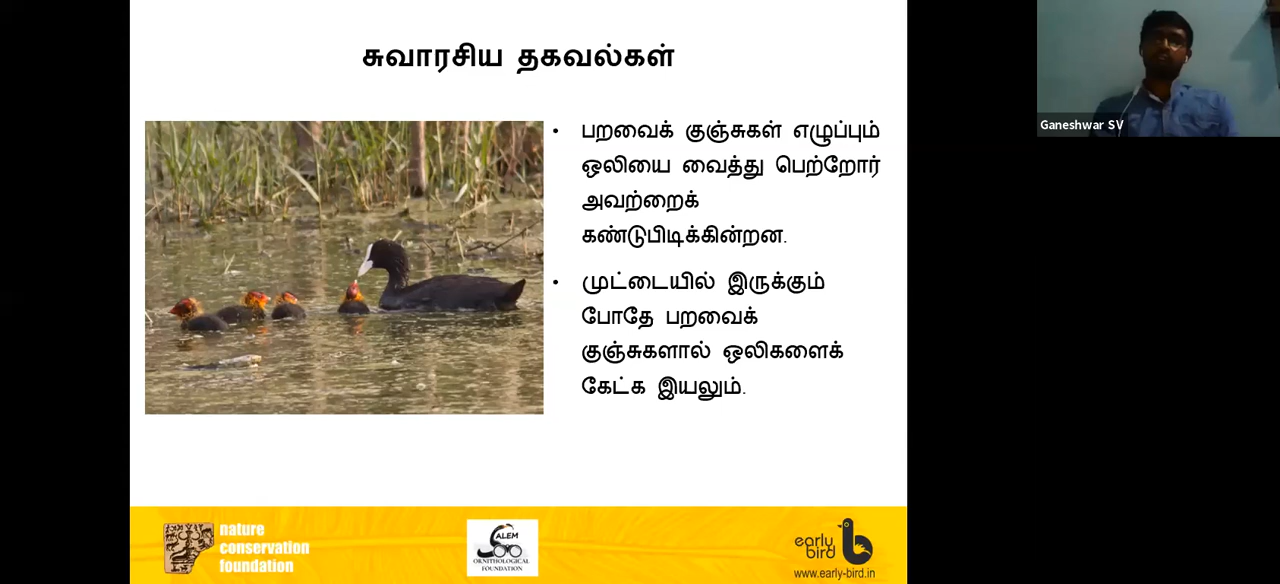 சுவாரசிய தகவல்கள்
• பறவைக் குஞ்சுகள் எழுப்பும்
ஒலியை வைத்து பெற்றோர்
அவற்றைக்
கண்டுபிடிக்கின்றன.
• முட்டையில் இருக்கும்
போதே பறவைக்
குஞ்சுகளால் ஒலிகளைக்
கேட்க இயலும்.
Ganeshwar SV
nature
conservation
foundation
SALEM
ORNITHOLOGICAL
FOUNDATION
early
bird
www.early-bird.in